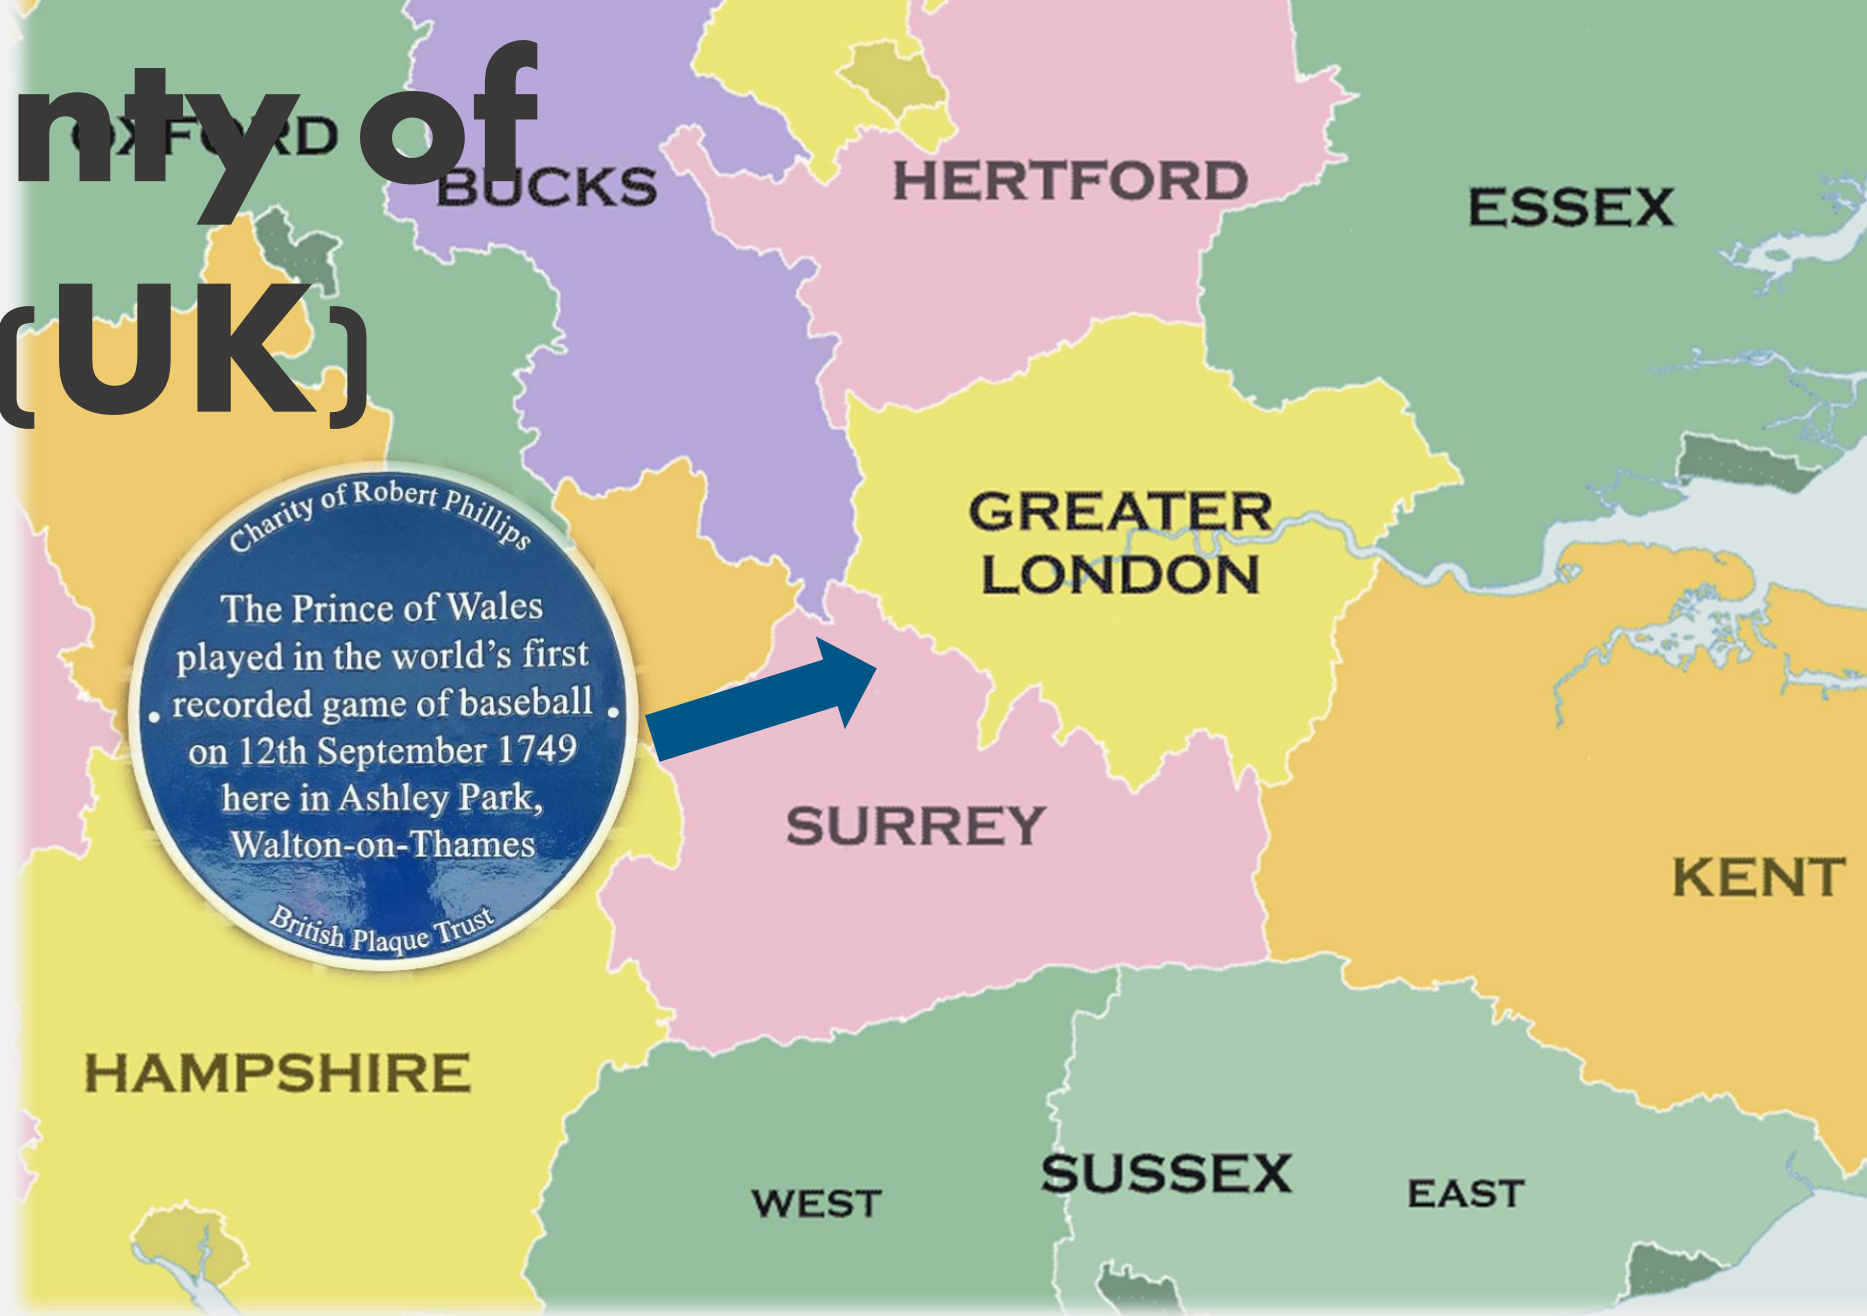 nty of
(UK)
OXFORD
BUCKS
HERTFORD
ESSEX
GREATER
LONDON
Charity of Robert Phillips
The Prince of Wales
played in the world's first
recorded game of baseball
on 12th September 1749
here in Ashley Park,
Walton-on-Thames
British Plaque Trust
SURREY
KENT
HAMPSHIRE
WEST
SUSSEX
EAST